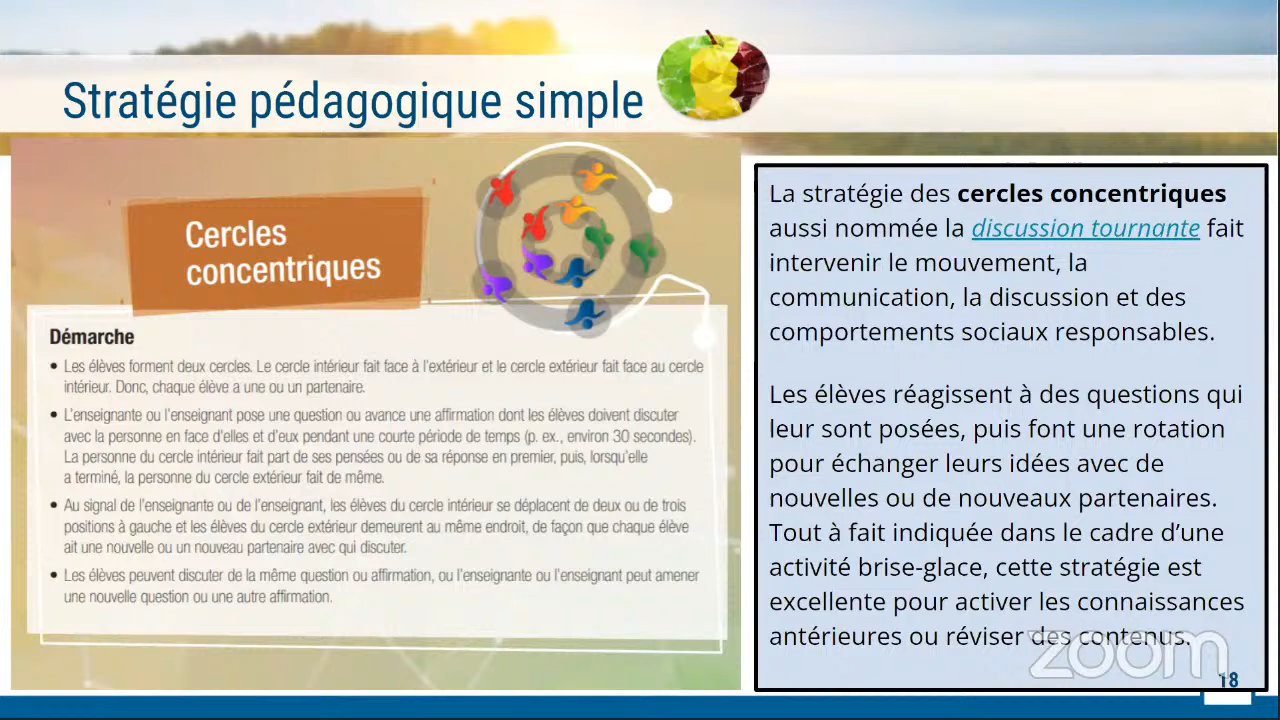 Stratégie pédagogique simple
Cercles
concentriques
Démarche
• Les élèves forment deux cercles. Le cercle intérieur fait face à l'extérieur et le cercle extérieur fait face au cercle
intérieur. Donc, chaque élève a une ou un partenaire.
• L'enseignante ou l'enseignant pose une question ou avance une affirmation dont les élèves doivent discuter
avec la personne en face d'elles et d'eux pendant une courte période de temps (p. ex., environ 30 secondes).
La personne du cercle intérieur fait part de ses pensées ou de sa réponse en premier, puis, lorsqu'elle
a terminé, la personne du cercle extérieur fait de même.
• Au signal de l'enseignante ou de l'enseignant, les élèves du cercle intérieur se déplacent de deux ou de trois
positions à gauche et les élèves du cercle extérieur demeurent au même endroit, de façon que chaque élève
ait une nouvelle ou un nouveau partenaire avec qui discuter.
• Les élèves peuvent discuter de la même question ou affirmation, ou l'enseignante ou l'enseignant peut amener
une nouvelle question ou une autre affirmation.
La stratégie des cercles concentriques
aussi nommée la discussion tournante fait
intervenir le mouvement, la
communication, la discussion et des
comportements sociaux responsables.
Les élèves réagissent à des questions qui
leur sont posées, puis font une rotation
pour échanger leurs idées avec de
nouvelles ou de nouveaux partenaires.
Tout à fait indiquée dans le cadre d'une
activité brise-glace, cette stratégie est
excellente pour activer les connaissances
antérieures ou réviser des contenus.
zoom
18